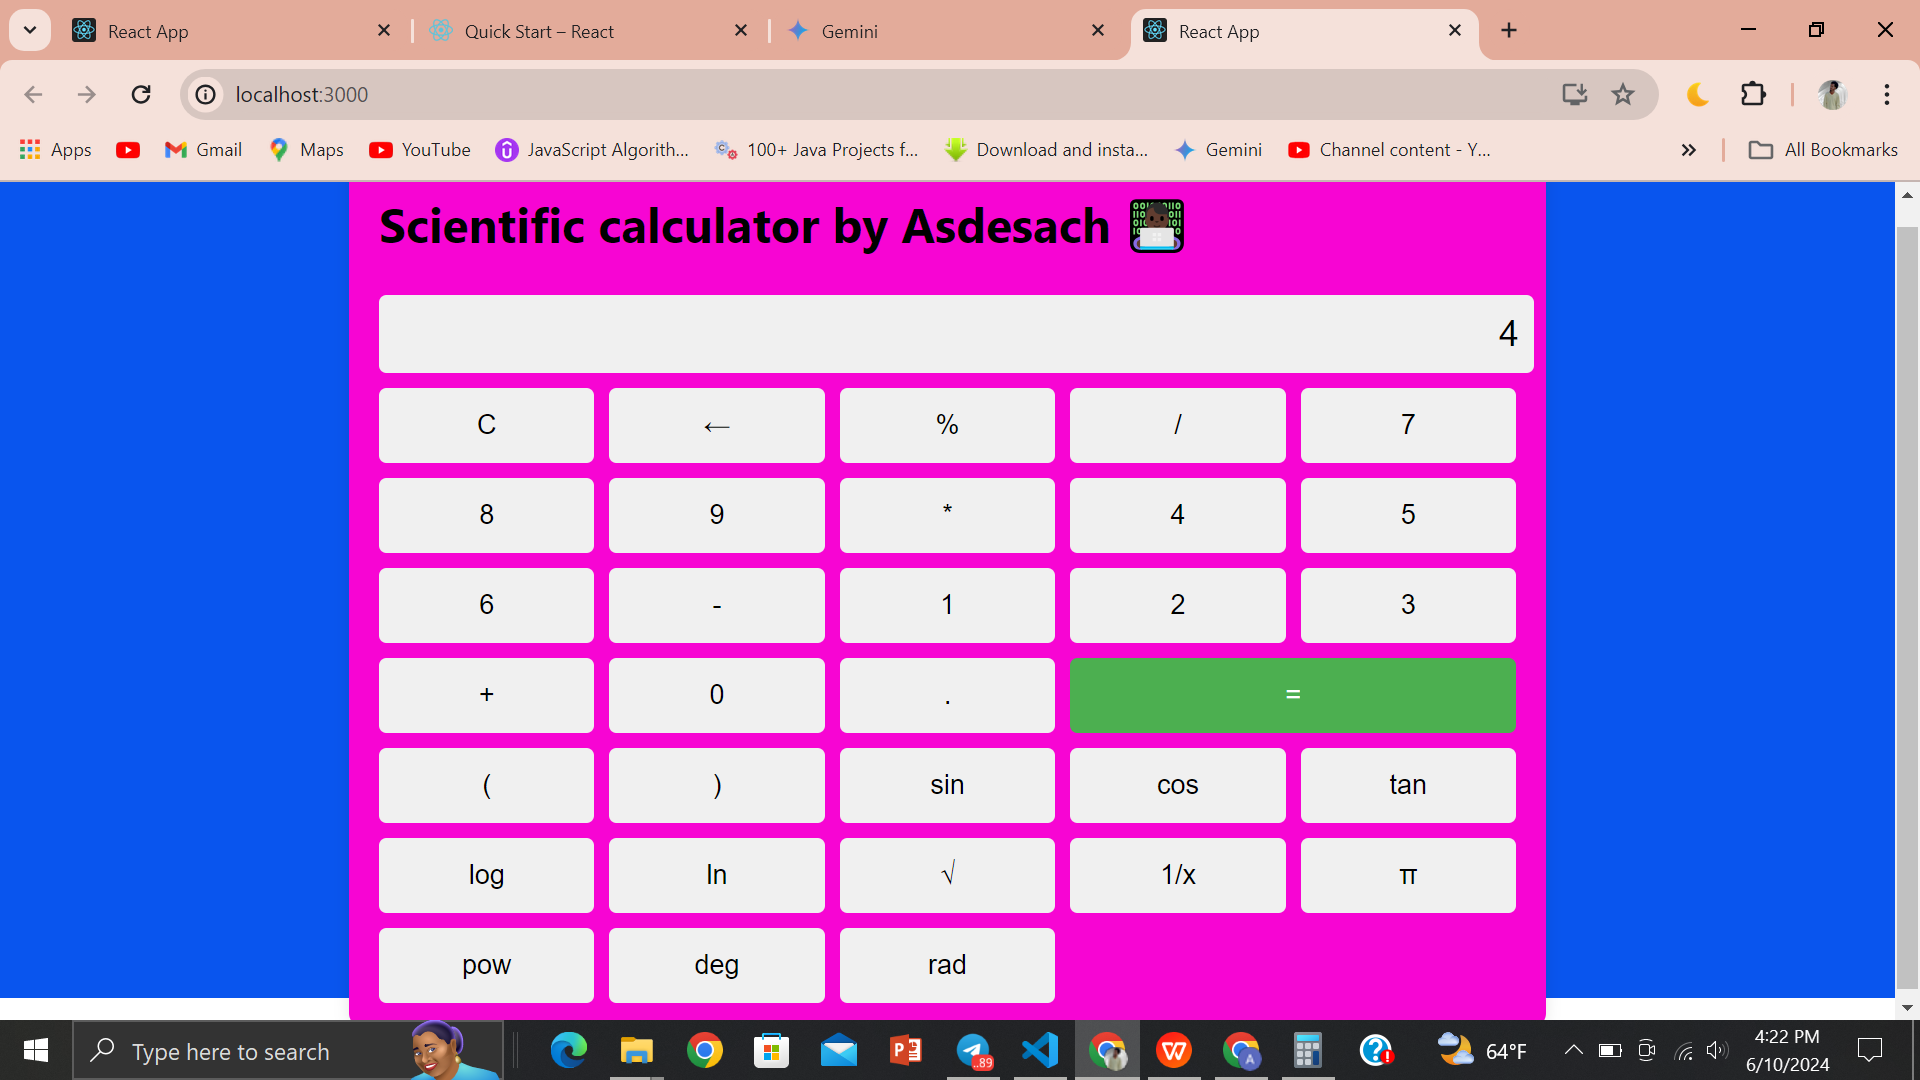 React App
Quick Start – React
Gemini
React App
localhost:3000
Apps
Gmail
Maps
YouTube
JavaScript Algorith...
100+ Java Projects f...
Download and insta...
Gemini
Channel content - Y...
All Bookmarks
Scientific calculator by Asdesach
4
C ← % / 7
8 9 * 4 5
6 - 1 2 3
+ 0 . =
( ) sin cos tan
log ln √ 1/x π
pow deg rad
Type here to search
..89
A
64°F
4:22 PM
6/10/2024